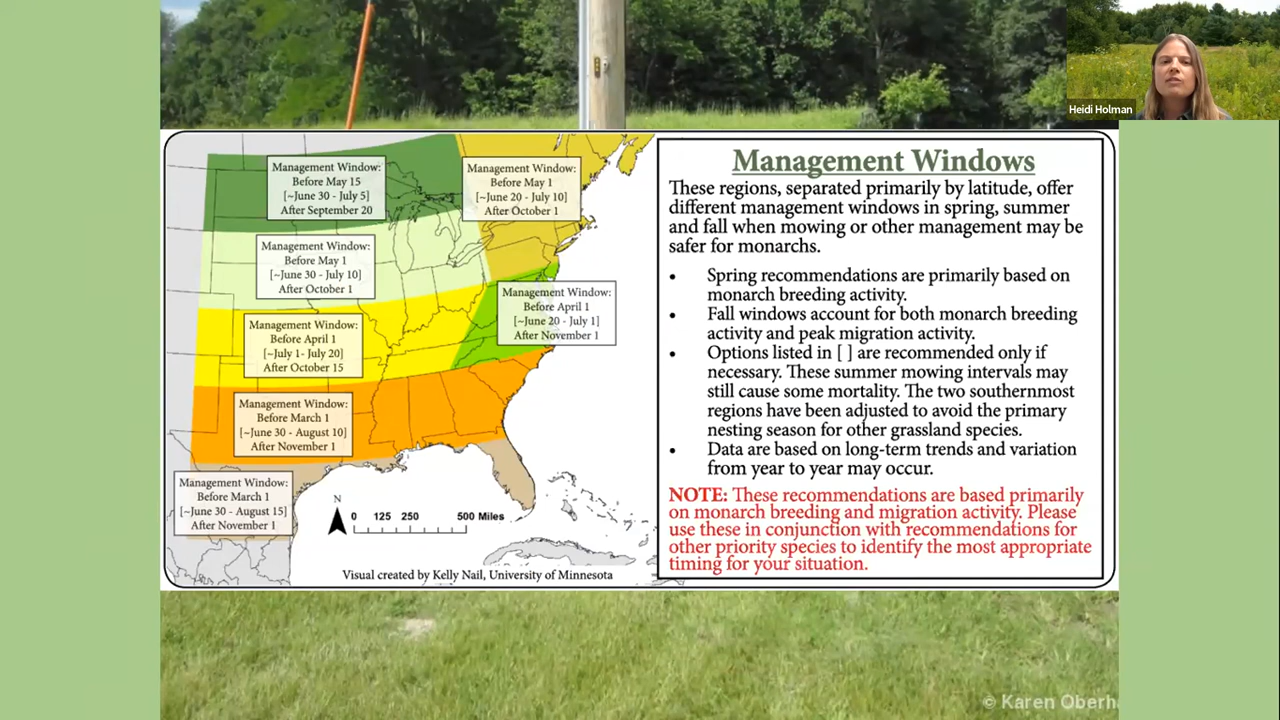 Heidi Holman
Management Window:
Before May 15
[~June 30 - July 5]
After September 20
Management Window:
Before May 1
[~June 20 - July 10]
After October 1
Management Window:
Before May 1
[~June 30 - July 10]
After October 1
Management Window:
Before April 1
[~June 20 - July 1]
After November 1
Management Window:
Before April 1
[~July 1- July 20]
After October 15
Management Window:
Before March 1
[~June 30 - August 10]
After November 1
Management Window:
Before March 1
[~June 30 - August 15]
After November 1
N
0 125 250 500 Miles
Visual created by Kelly Nail, University of Minnesota
Management Windows
These regions, separated primarily by latitude, offer
different management windows in spring, summer
and fall when mowing or other management may be
safer for monarchs.
• Spring recommendations are primarily based on
monarch breeding activity.
• Fall windows account for both monarch breeding
activity and peak migration activity.
• Options listed in [ ] are recommended only if
necessary. These summer mowing intervals may
still cause some mortality. The two southernmost
regions have been adjusted to avoid the primary
nesting season for other grassland species.
• Data are based on long-term trends and variation
from year to year may occur.
NOTE: These recommendations are based primarily
on monarch breeding and migration activity. Please
use these in conjunction with recommendations for
other priority species to identify the most appropriate
timing for your situation.
© Karen Oberh